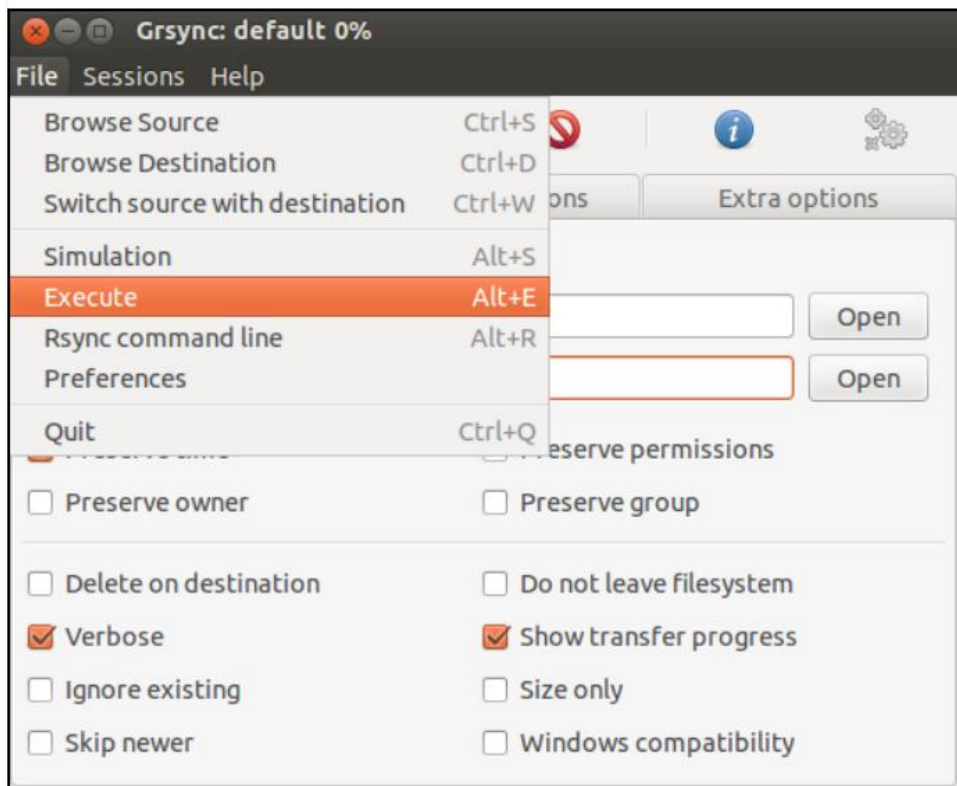 Grsync: default 0%
File Sessions Help
Browse Source Ctrl+S
Browse Destination Ctrl+D
Switch source with destination Ctrl+W
ons Extra options
Simulation Alt+S
Execute Alt+E
Open
Rsync command line Alt+R
Preferences
Open
Quit Ctrl+Q
Preserve time Preserve permissions
Preserve owner Preserve group
Delete on destination Do not leave filesystem
Verbose Show transfer progress
Ignore existing Size only
Skip newer Windows compatibility